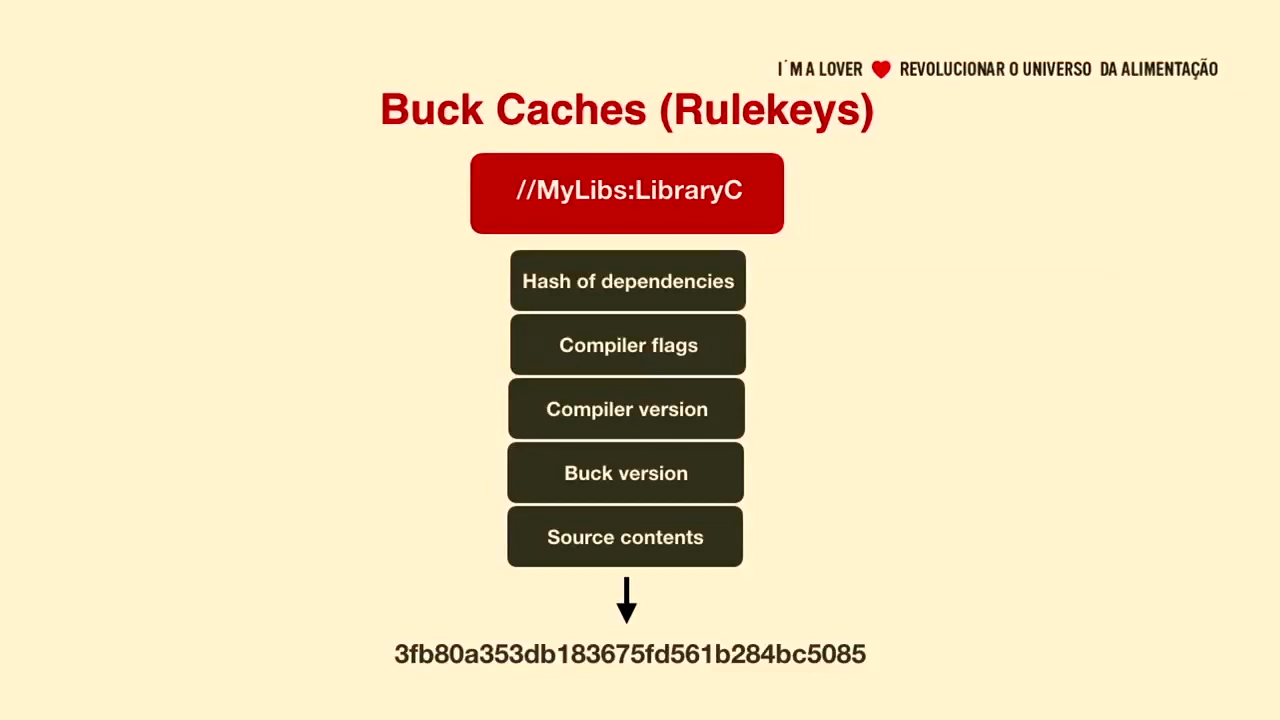 I´M A LOVER ❤ REVOLUCIONAR O UNIVERSO DA ALIMENTAÇÃO
Buck Caches (Rulekeys)
//MyLibs:LibraryC
Hash of dependencies
Compiler flags
Compiler version
Buck version
Source contents
3fb80a353db183675fd561b284bc5085